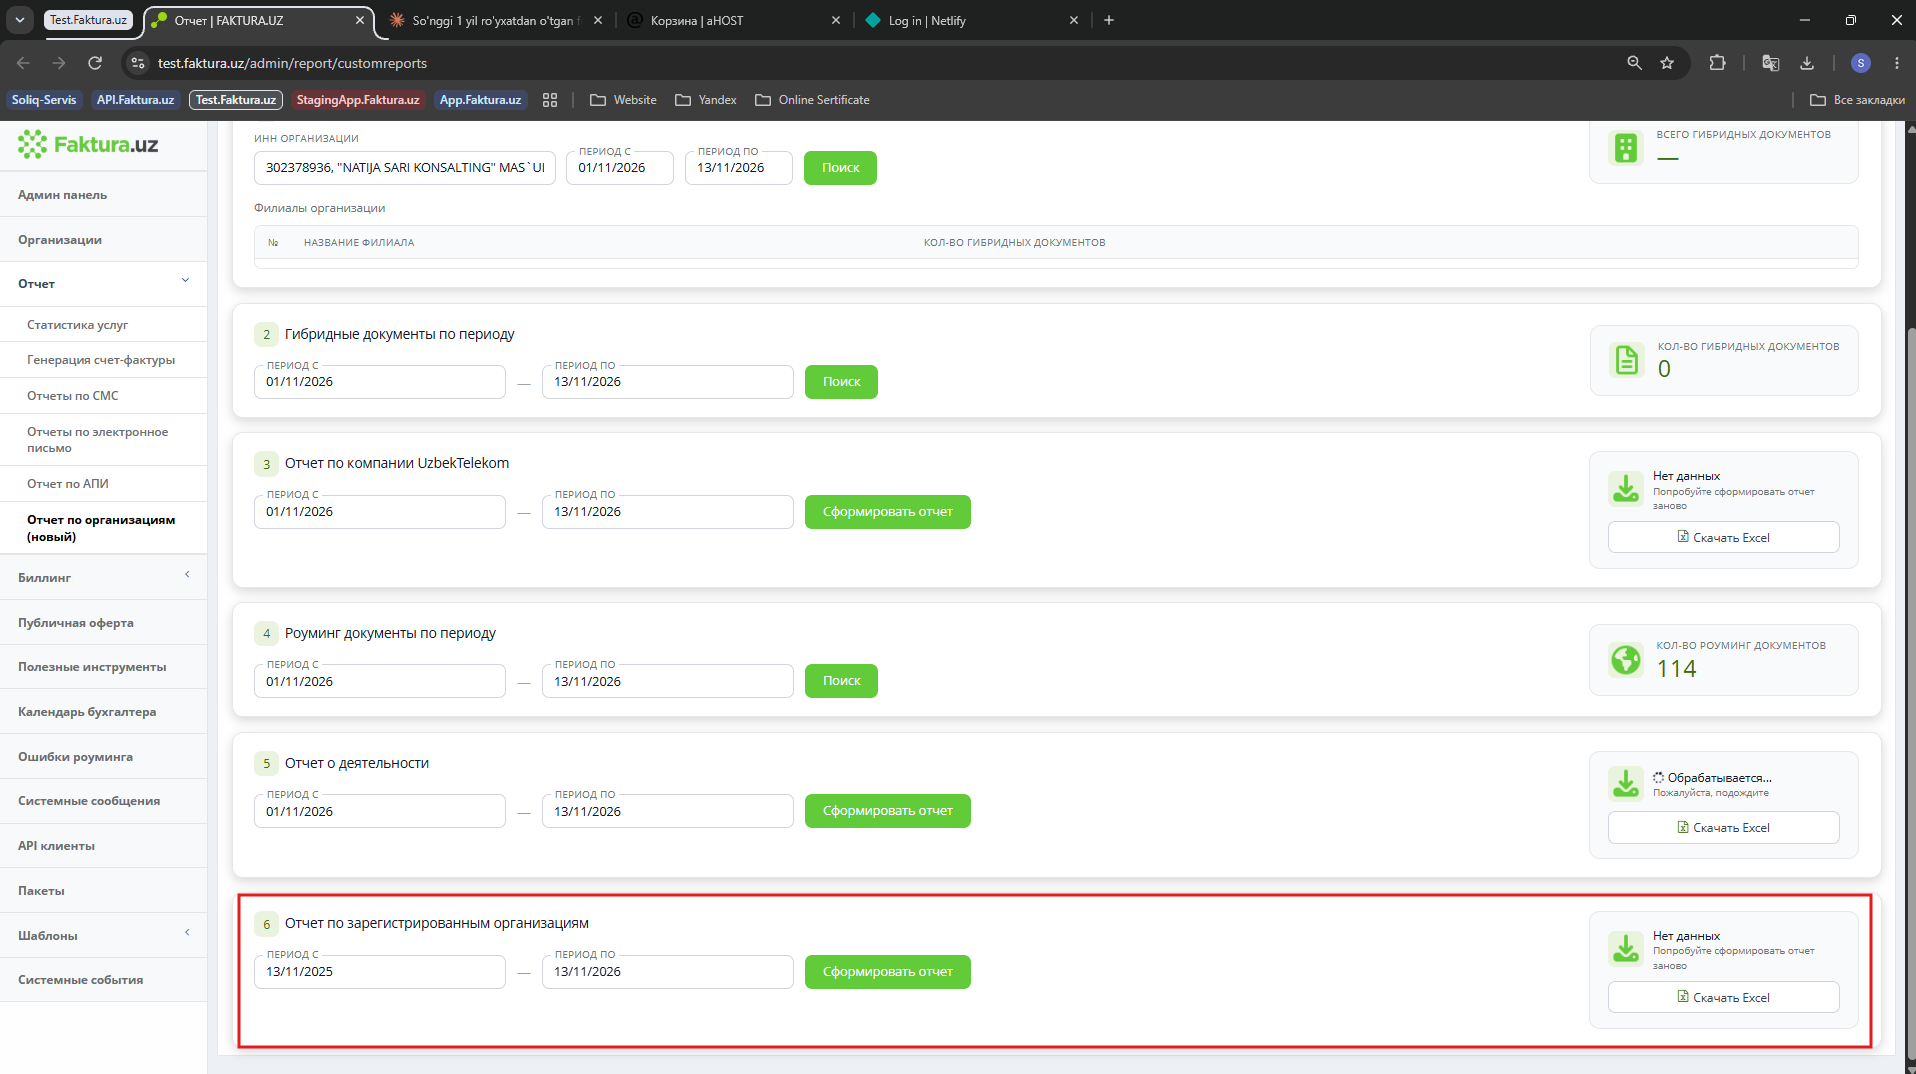 Test.Faktura.uz
Отчет | FAKTURA.UZ
So'nggi 1 yil ro'yxatdan o'tgan f
Корзина | aHOST
Log in | Netlify
test.faktura.uz/admin/report/customreports
S
Soliq-Servis
API.Faktura.uz
Test.Faktura.uz
StagingApp.Faktura.uz
App.Faktura.uz
Website
Yandex
Online Sertificate
Все закладки
Faktura.uz
Админ панель
Организации
Отчет
Статистика услуг
Генерация счет-фактуры
Отчеты по СМС
Отчеты по электронное
письмо
Отчет по АПИ
Отчет по организациям
(новый)
Биллинг
Публичная оферта
Полезные инструменты
Календарь бухгалтера
Ошибки роуминга
Системные сообщения
API клиенты
Пакеты
Шаблоны
Системные события
ИНН ОРГАНИЗАЦИИ
302378936, "NATIJA SARI KONSALTING" MAS`UI
ПЕРИОД С
01/11/2026
ПЕРИОД ПО
13/11/2026
Поиск
ВСЕГО ГИБРИДНЫХ ДОКУМЕНТОВ
—
Филиалы организации
№
НАЗВАНИЕ ФИЛИАЛА
КОЛ-ВО ГИБРИДНЫХ ДОКУМЕНТОВ
2
Гибридные документы по периоду
ПЕРИОД С
01/11/2026
—
ПЕРИОД ПО
13/11/2026
Поиск
КОЛ-ВО ГИБРИДНЫХ ДОКУМЕНТОВ
0
3
Отчет по компании UzbekTelekom
ПЕРИОД С
01/11/2026
—
ПЕРИОД ПО
13/11/2026
Сформировать отчет
Нет данных
Попробуйте сформировать отчет
заново
Скачать Excel
4
Роуминг документы по периоду
ПЕРИОД С
01/11/2026
—
ПЕРИОД ПО
13/11/2026
Поиск
КОЛ-ВО РОУМИНГ ДОКУМЕНТОВ
114
5
Отчет о деятельности
ПЕРИОД С
01/11/2026
—
ПЕРИОД ПО
13/11/2026
Сформировать отчет
Обрабатывается...
Пожалуйста, подождите
Скачать Excel
6
Отчет по зарегистрированным организациям
ПЕРИОД С
13/11/2025
—
ПЕРИОД ПО
13/11/2026
Сформировать отчет
Нет данных
Попробуйте сформировать отчет
заново
Скачать Excel